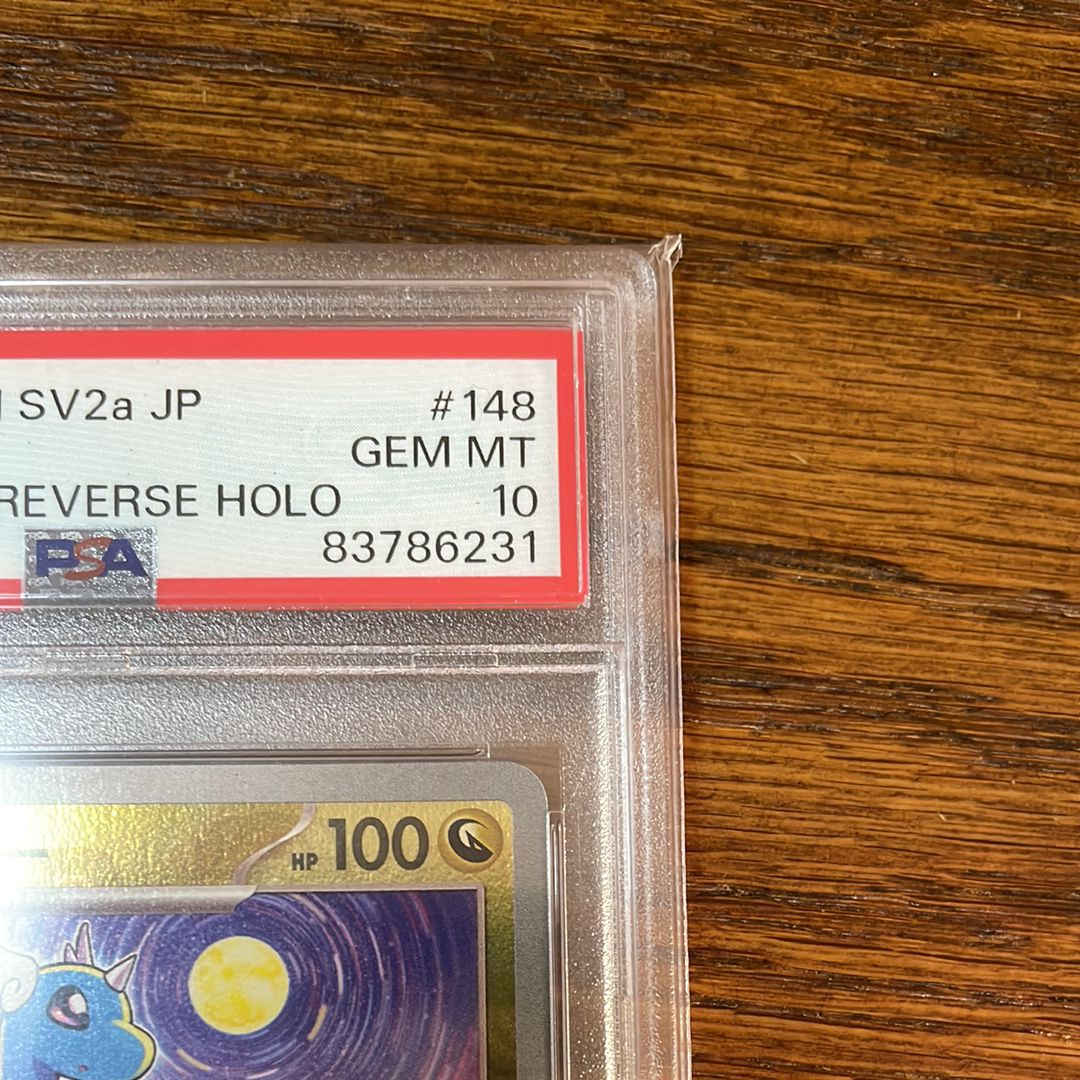 SV2a JP #148
GEM MT
REVERSE HOLO 10
PSA 83786231
HP 100